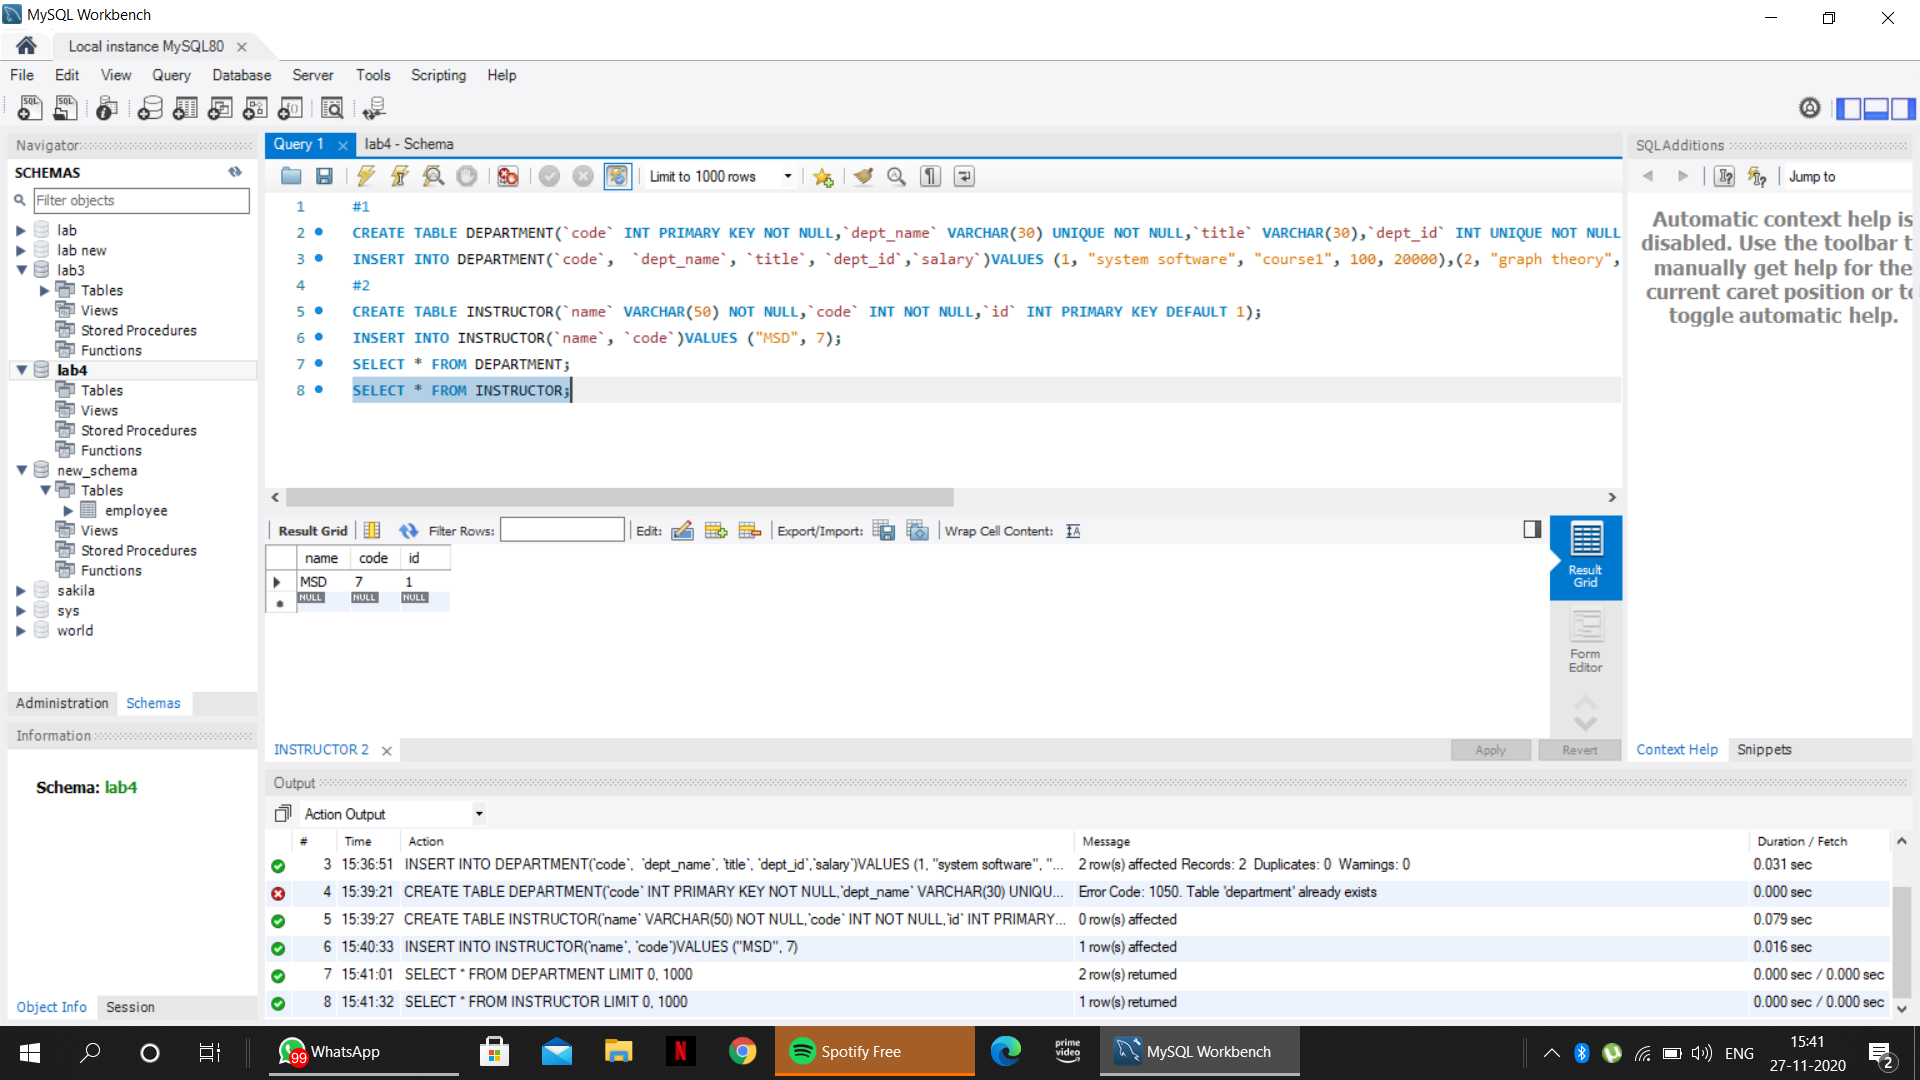 MySQL Workbench
Local instance MySQL80
File Edit View Query Database Server Tools Scripting Help
Navigator
SCHEMAS
Filter objects
lab
lab new
lab3
Tables
Views
Stored Procedures
Functions
lab4
Tables
Views
Stored Procedures
Functions
new_schema
Tables
employee
Views
Stored Procedures
Functions
sakila
sys
world
Administration Schemas
Information
Schema: lab4
Object Info Session
Query 1 lab4 - Schema
Limit to 1000 rows
1 #1
2 CREATE TABLE DEPARTMENT(`code` INT PRIMARY KEY NOT NULL,`dept_name` VARCHAR(30) UNIQUE NOT NULL,`title` VARCHAR(30),`dept_id` INT UNIQUE NOT NULL
3 INSERT INTO DEPARTMENT(`code`, `dept_name`, `title`, `dept_id`,`salary`)VALUES (1, "system software", "course1", 100, 20000),(2, "graph theory",
4 #2
5 CREATE TABLE INSTRUCTOR(`name` VARCHAR(50) NOT NULL,`code` INT NOT NULL,`id` INT PRIMARY KEY DEFAULT 1);
6 INSERT INTO INSTRUCTOR(`name`, `code`)VALUES ("MSD", 7);
7 SELECT * FROM DEPARTMENT;
8 SELECT * FROM INSTRUCTOR;
Result Grid Filter Rows: Edit: Export/Import: Wrap Cell Content:
name code id
MSD 7 1
NULL NULL NULL
Result Grid
Form Editor
INSTRUCTOR 2
Apply Revert
SQLAdditions
Jump to
Automatic context help is
disabled. Use the toolbar t
manually get help for the
current caret position or to
toggle automatic help.
Context Help Snippets
Output
Action Output
# Time Action Message Duration / Fetch
3 15:36:51 INSERT INTO DEPARTMENT(`code`, `dept_name`, `title`, `dept_id`,`salary`)VALUES (1, "system software", "... 2 row(s) affected Records: 2 Duplicates: 0 Warnings: 0 0.031 sec
4 15:39:21 CREATE TABLE DEPARTMENT(`code` INT PRIMARY KEY NOT NULL,`dept_name` VARCHAR(30) UNIQU... Error Code: 1050. Table 'department' already exists 0.000 sec
5 15:39:27 CREATE TABLE INSTRUCTOR(`name` VARCHAR(50) NOT NULL,`code` INT NOT NULL,`id` INT PRIMARY... 0 row(s) affected 0.079 sec
6 15:40:33 INSERT INTO INSTRUCTOR(`name`, `code`)VALUES ("MSD", 7) 1 row(s) affected 0.016 sec
7 15:41:01 SELECT * FROM DEPARTMENT LIMIT 0, 1000 2 row(s) returned 0.000 sec / 0.000 sec
8 15:41:32 SELECT * FROM INSTRUCTOR LIMIT 0, 1000 1 row(s) returned 0.000 sec / 0.000 sec
99 WhatsApp Spotify Free prime video MySQL Workbench ENG 15:41
27-11-2020 2